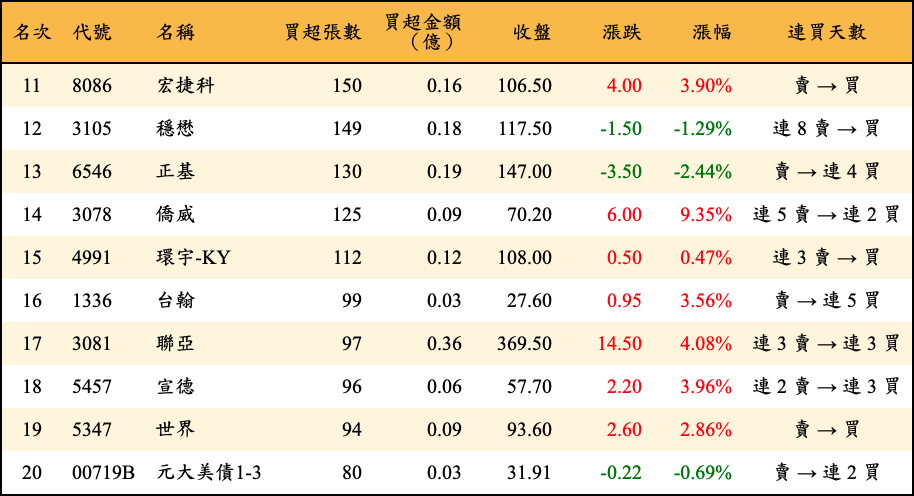 名次 代號 名稱 買超張數 買超金額（億） 收盤 漲跌 漲幅 連買天數
11 8086 宏捷科 150 0.16 106.50 4.00 3.90% 賣 → 買
12 3105 穩懋 149 0.18 117.50 -1.50 -1.29% 連 8 賣 → 買
13 6546 正基 130 0.19 147.00 -3.50 -2.44% 賣 → 連 4 買
14 3078 僑威 125 0.09 70.20 6.00 9.35% 連 5 賣 → 連 2 買
15 4991 環宇-KY 112 0.12 108.00 0.50 0.47% 連 3 賣 → 買
16 1336 台翰 99 0.03 27.60 0.95 3.56% 賣 → 連 5 買
17 3081 聯亞 97 0.36 369.50 14.50 4.08% 連 3 賣 → 連 3 買
18 5457 宣德 96 0.06 57.70 2.20 3.96% 連 2 賣 → 連 3 買
19 5347 世界 94 0.09 93.60 2.60 2.86% 賣 → 買
20 00719B 元大美債1-3 80 0.03 31.91 -0.22 -0.69% 賣 → 連 2 買